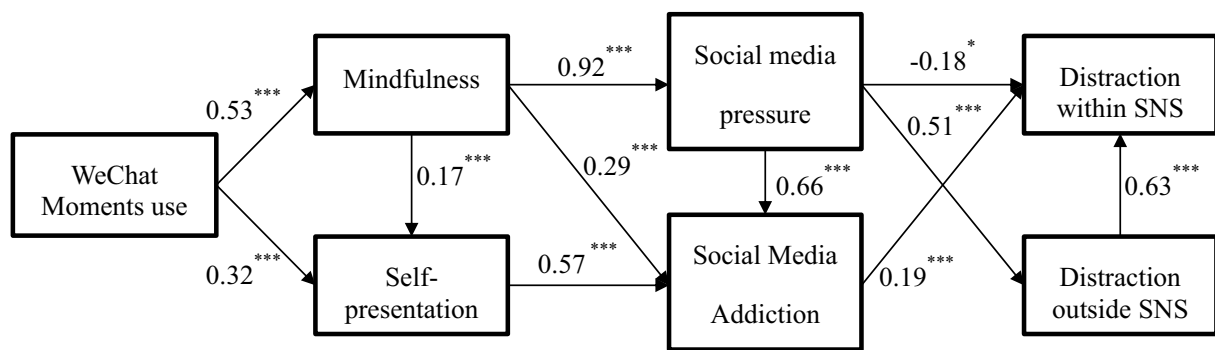 WeChat
Moments use
0.53***
0.32***
Mindfulness
0.17***
Self-
presentation
0.92***
0.29***
0.57***
Social media
pressure
0.66***
Social Media
Addiction
-0.18*
0.51***
0.19***
Distraction
within SNS
0.63***
Distraction
outside SNS